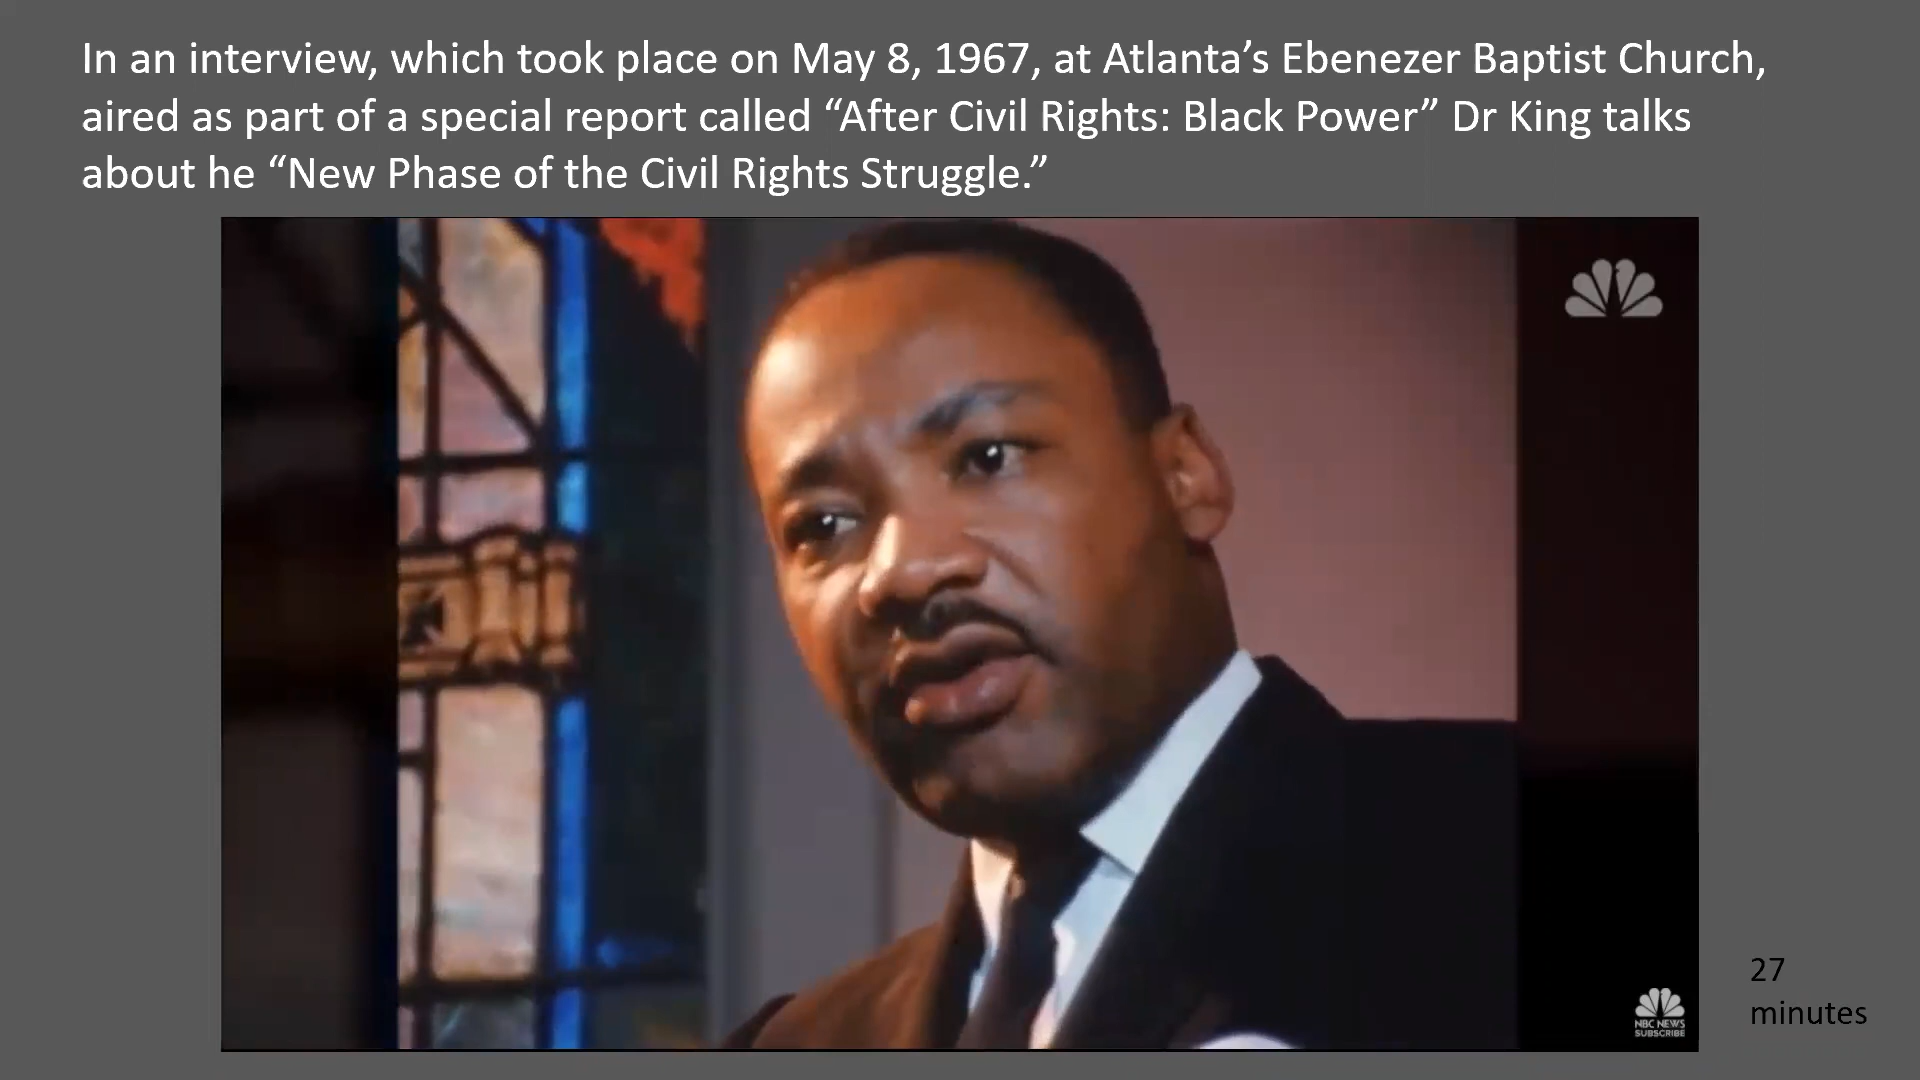 In an interview, which took place on May 8, 1967, at Atlanta’s Ebenezer Baptist Church,
aired as part of a special report called “After Civil Rights: Black Power” Dr King talks
about he “New Phase of the Civil Rights Struggle.”
27
minutes
NBC NEWS
SUBSCRIBE